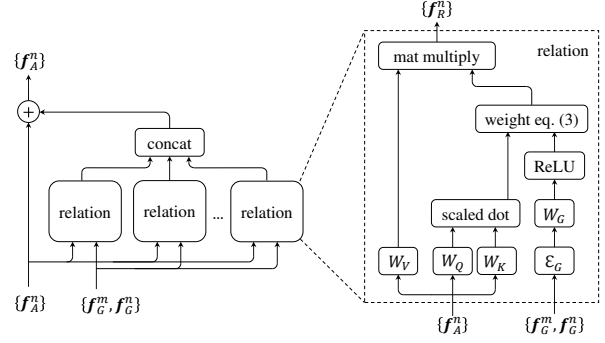 {f_A^n}
+
concat
relation
relation
...
relation
{f_A^n}
{f_G^m, f_G^n}
{f_R^n}
relation
mat multiply
weight eq. (3)
ReLU
scaled dot
W_G
W_V
W_Q
W_K
ℰ_G
{f_A^n}
{f_G^m, f_G^n}